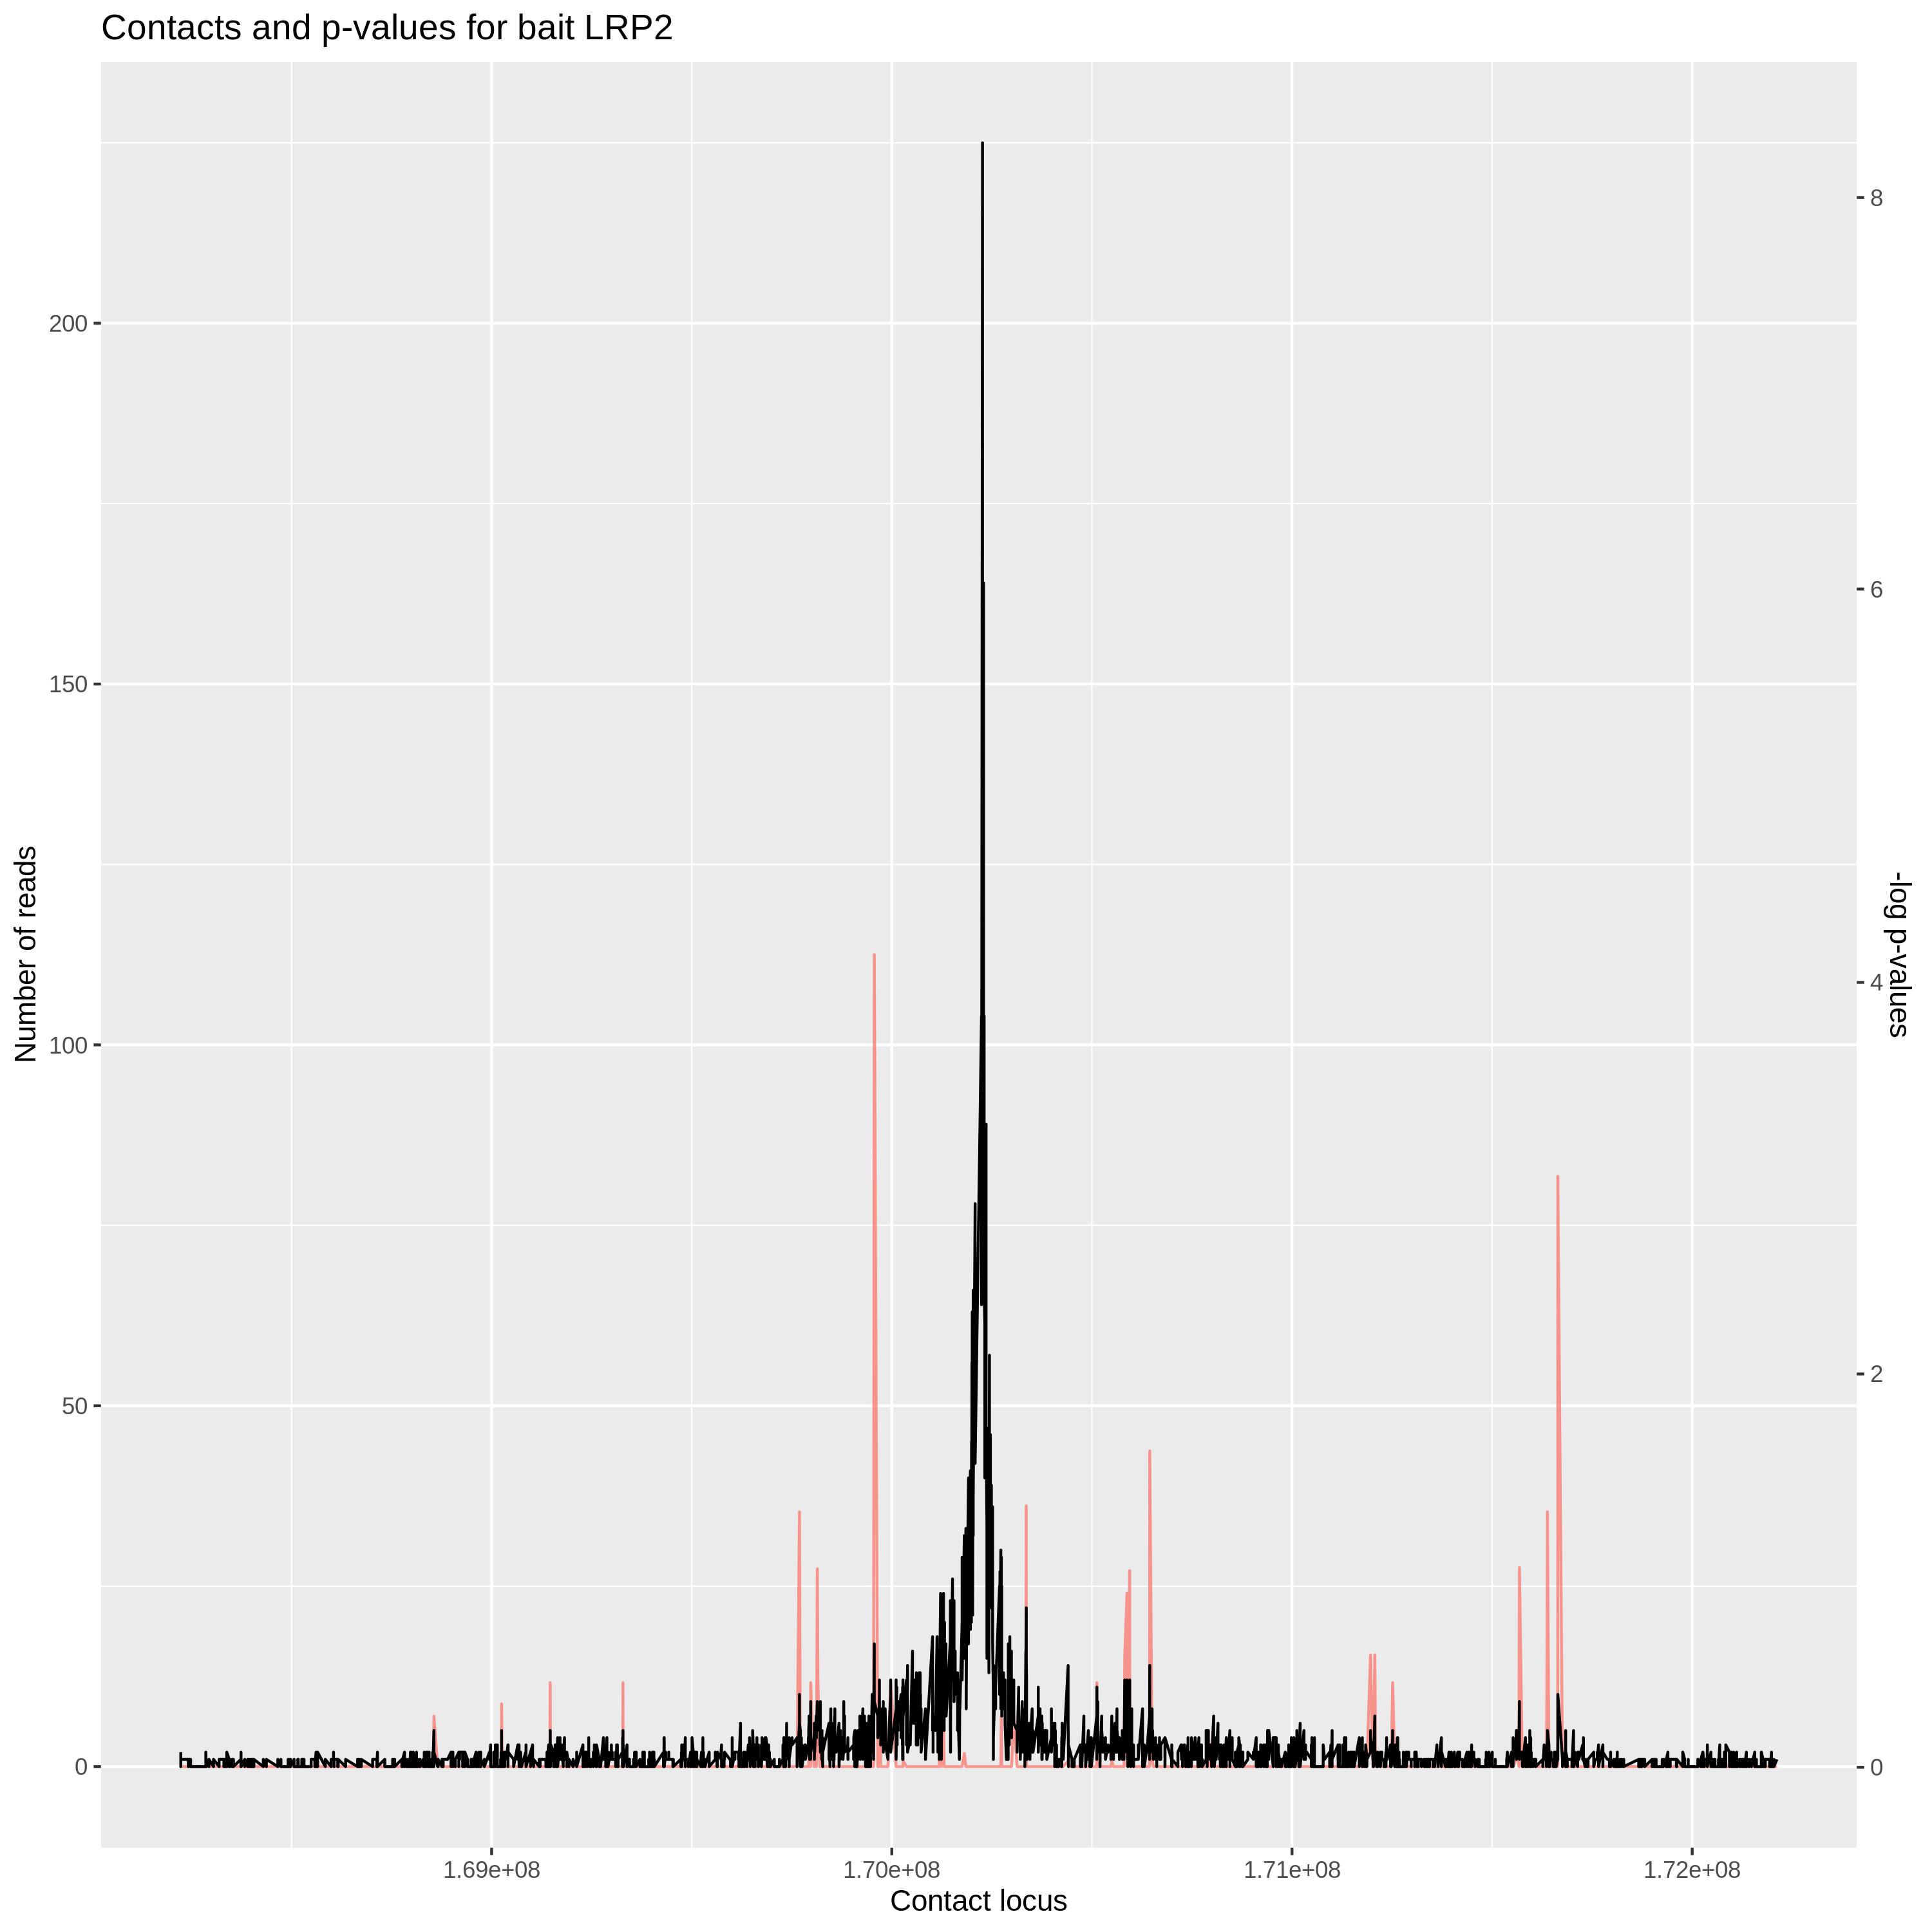 Contacts and p-values for bait LRP2
Number of reads
200
150
100
50
0
8
6
4
2
0
-log p-values
1.69e+08
1.70e+08
1.71e+08
1.72e+08
Contact locus